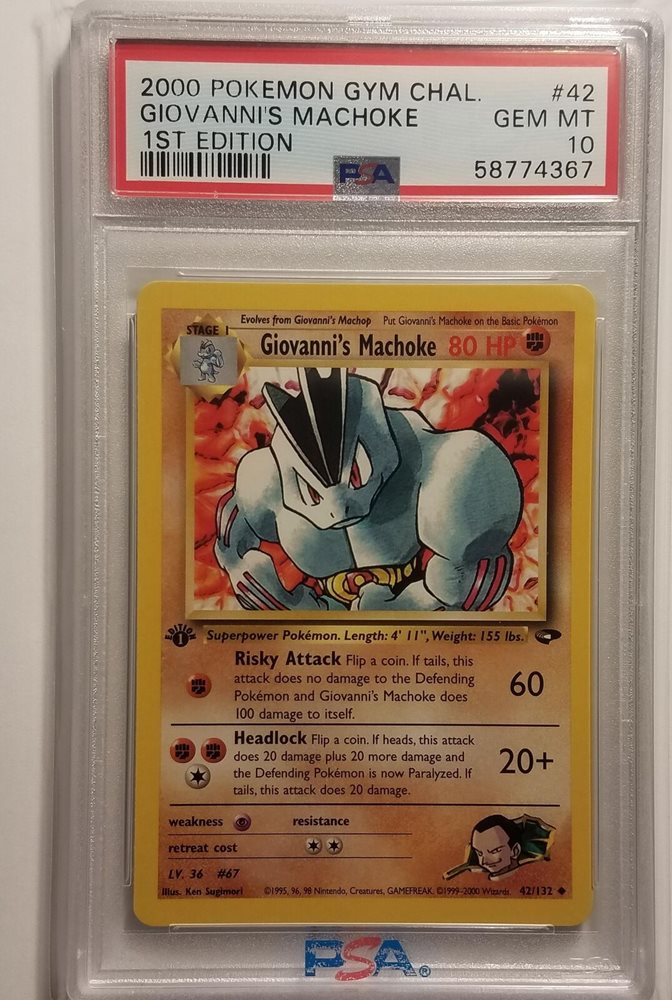 2000 POKEMON GYM CHAL. #42
GIOVANNI'S MACHOKE GEM MT
1ST EDITION 10
PSA 58774367
Evolves from Giovanni's Machop Put Giovanni's Machoke on the Basic Pokémon
STAGE 1
Giovanni's Machoke 80 HP
EDITION
1
Superpower Pokémon. Length: 4' 11", Weight: 155 lbs.
Risky Attack Flip a coin. If tails, this
attack does no damage to the Defending
Pokémon and Giovanni's Machoke does
100 damage to itself.
60
Headlock Flip a coin. If heads, this attack
does 20 damage plus 20 more damage and
the Defending Pokémon is now Paralyzed. If
tails, this attack does 20 damage.
20+
weakness resistance
retreat cost
LV. 36 #67
Illus. Ken Sugimori ©1995, 96, 98 Nintendo, Creatures, GAMEFREAK. ©1999-2000 Wizards. 42/132
PSA®